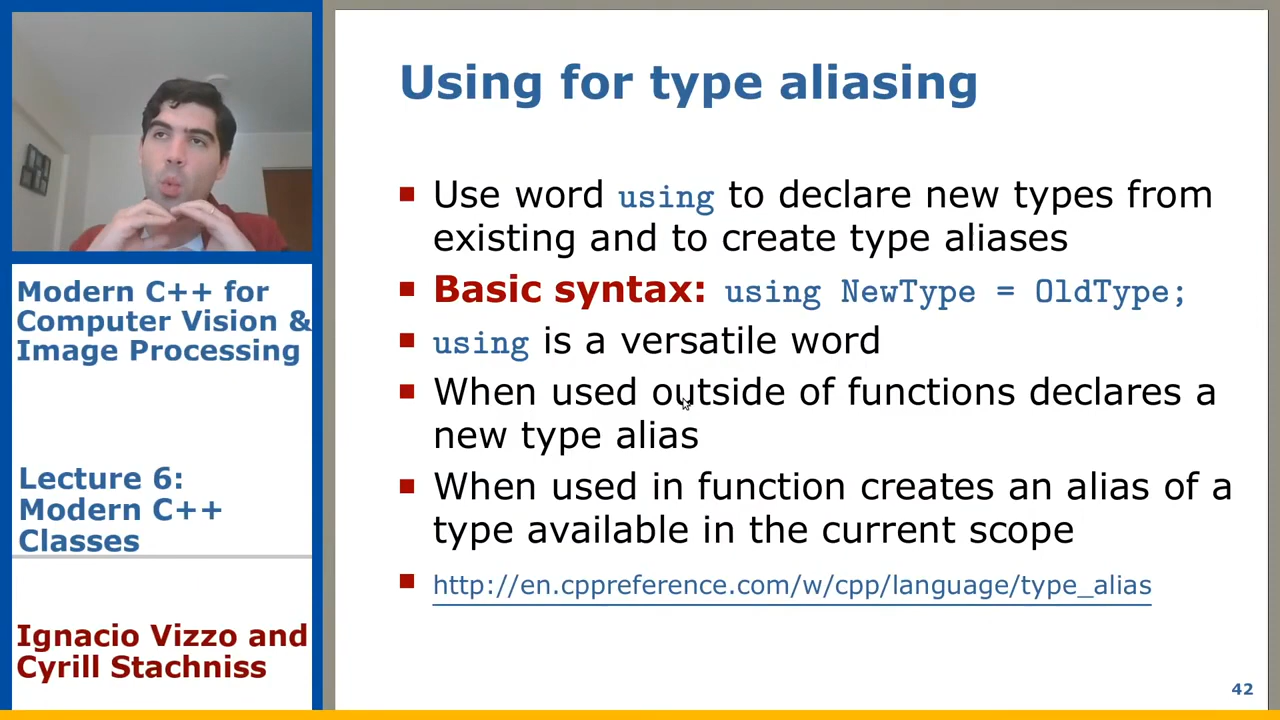 Modern C++ for
Computer Vision &
Image Processing
Lecture 6:
Modern C++
Classes
Ignacio Vizzo and
Cyrill Stachniss
Using for type aliasing
Use word using to declare new types from
existing and to create type aliases
Basic syntax: using NewType = OldType;
using is a versatile word
When used outside of functions declares a
new type alias
When used in function creates an alias of a
type available in the current scope
http://en.cppreference.com/w/cpp/language/type_alias
42